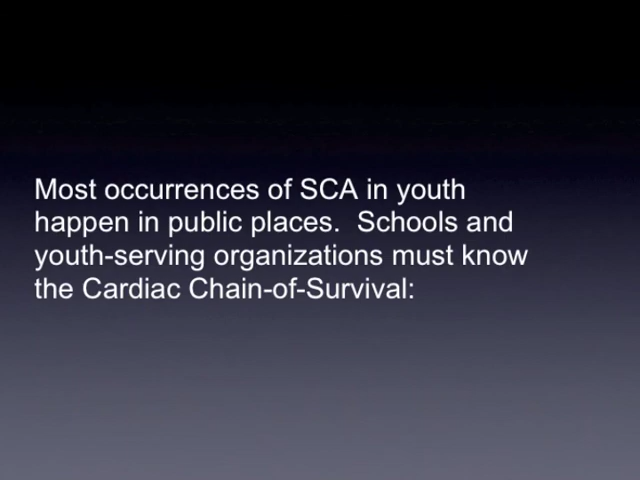 Most occurrences of SCA in youth
happen in public places.  Schools and
youth-serving organizations must know
the Cardiac Chain-of-Survival: